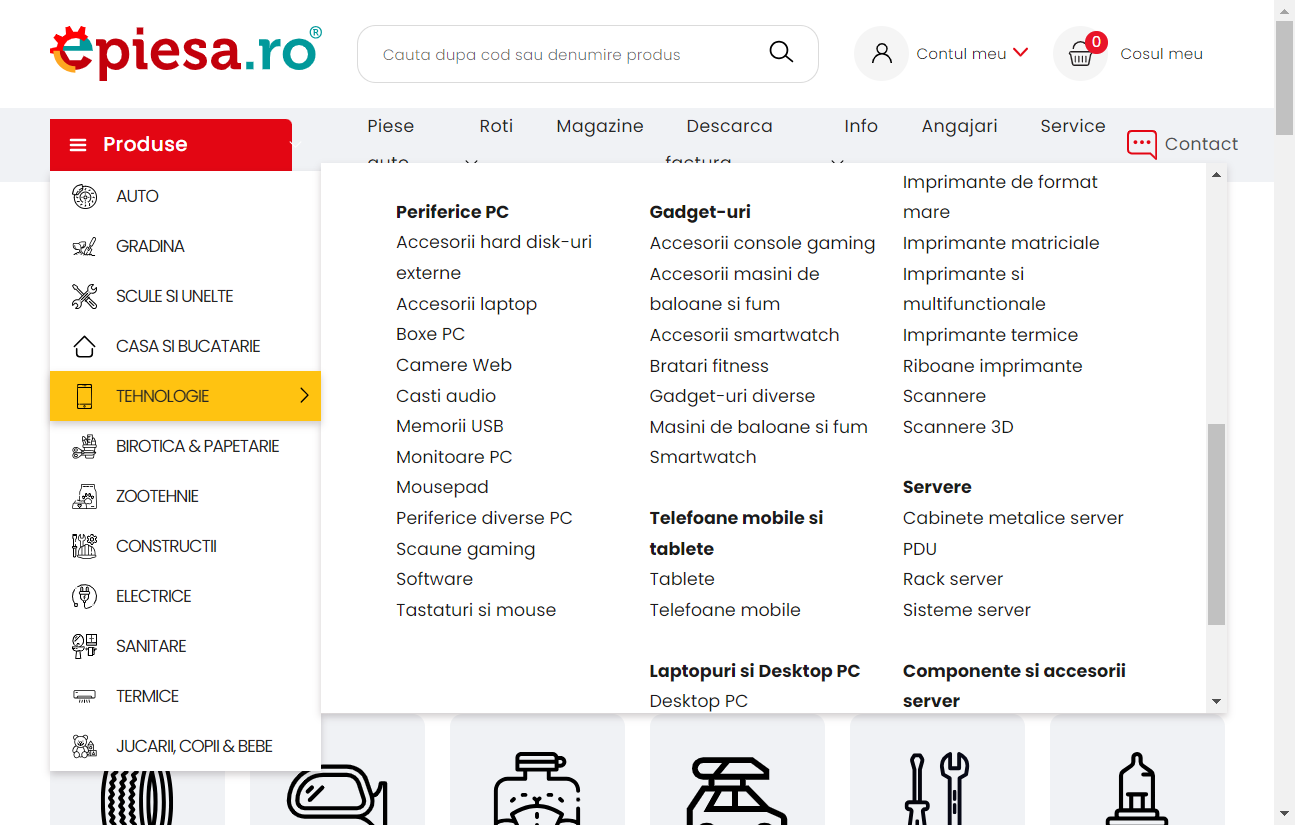 epiesa.ro®
Cauta dupa cod sau denumire produs
Contul meu
0
Cosul meu
Produse
Piese
auto
Roti
Magazine
Descarca
factura
Info
Angajari
Service
Contact
AUTO
GRADINA
SCULE SI UNELTE
CASA SI BUCATARIE
TEHNOLOGIE
BIROTICA & PAPETARIE
ZOOTEHNIE
CONSTRUCTII
ELECTRICE
SANITARE
TERMICE
JUCARII, COPII & BEBE
Periferice PC
Accesorii hard disk-uri
externe
Accesorii laptop
Boxe PC
Camere Web
Casti audio
Memorii USB
Monitoare PC
Mousepad
Periferice diverse PC
Scaune gaming
Software
Tastaturi si mouse
Gadget-uri
Accesorii console gaming
Accesorii masini de
baloane si fum
Accesorii smartwatch
Bratari fitness
Gadget-uri diverse
Masini de baloane si fum
Smartwatch
Telefoane mobile si
tablete
Tablete
Telefoane mobile
Laptopuri si Desktop PC
Desktop PC
Imprimante de format
mare
Imprimante matriciale
Imprimante si
multifunctionale
Imprimante termice
Riboane imprimante
Scannere
Scannere 3D
Servere
Cabinete metalice server
PDU
Rack server
Sisteme server
Componente si accesorii
server